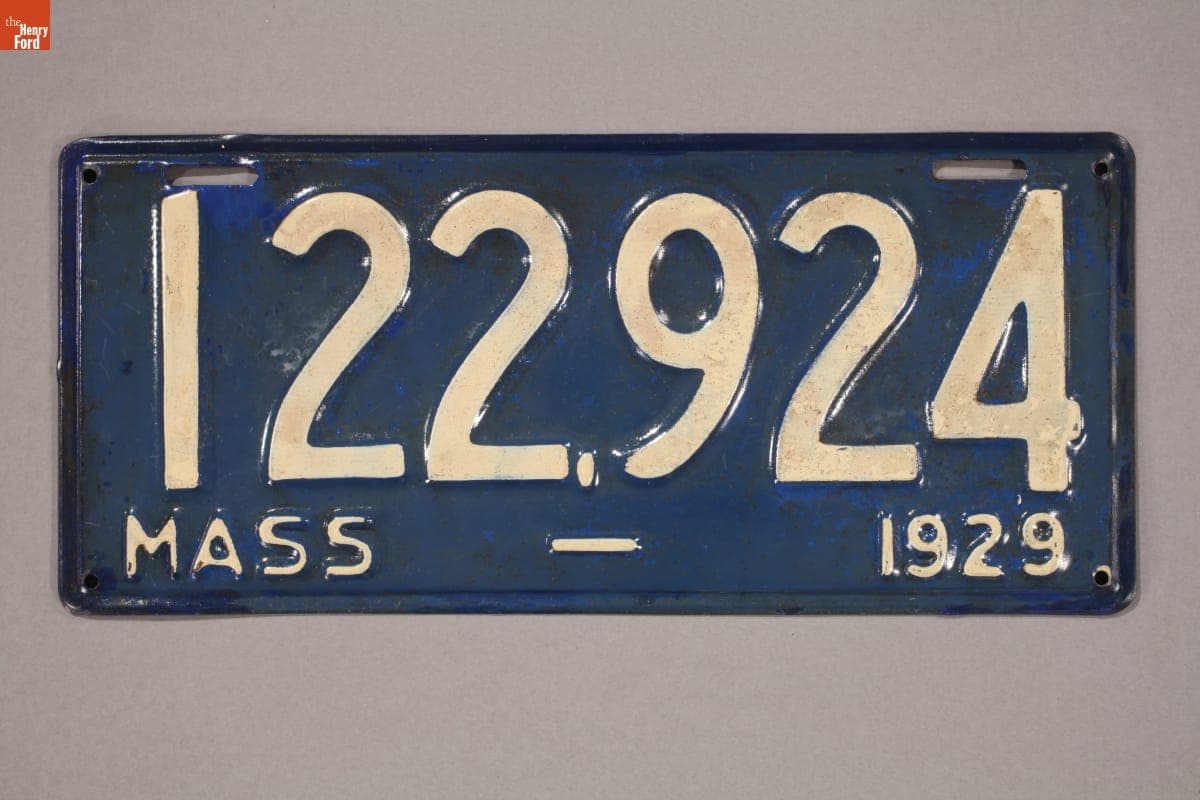 the
Henry
Ford
122,924
MASS — 1929